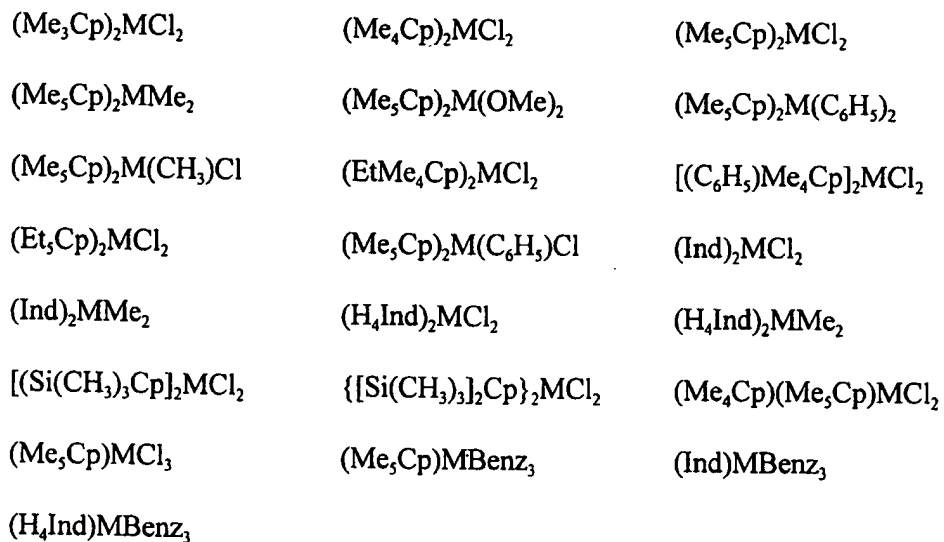 (Me₃Cp)₂MCl₂ (Me₄Cp)₂MCl₂ (Me₅Cp)₂MCl₂
(Me₅Cp)₂MMe₂ (Me₅Cp)₂M(OMe)₂ (Me₅Cp)₂M(C₆H₅)₂
(Me₅Cp)₂M(CH₃)Cl (EtMe₄Cp)₂MCl₂ [(C₆H₅)Me₄Cp]₂MCl₂
(Et₅Cp)₂MCl₂ (Me₅Cp)₂M(C₆H₅)Cl (Ind)₂MCl₂
(Ind)₂MMe₂ (H₄Ind)₂MCl₂ (H₄Ind)₂MMe₂
[(Si(CH₃)₃Cp]₂MCl₂ {[Si(CH₃)₃]₂Cp}₂MCl₂ (Me₄Cp)(Me₅Cp)MCl₂
(Me₅Cp)MCl₃ (Me₅Cp)MBenz₃ (Ind)MBenz₃
(H₄Ind)MBenz₃